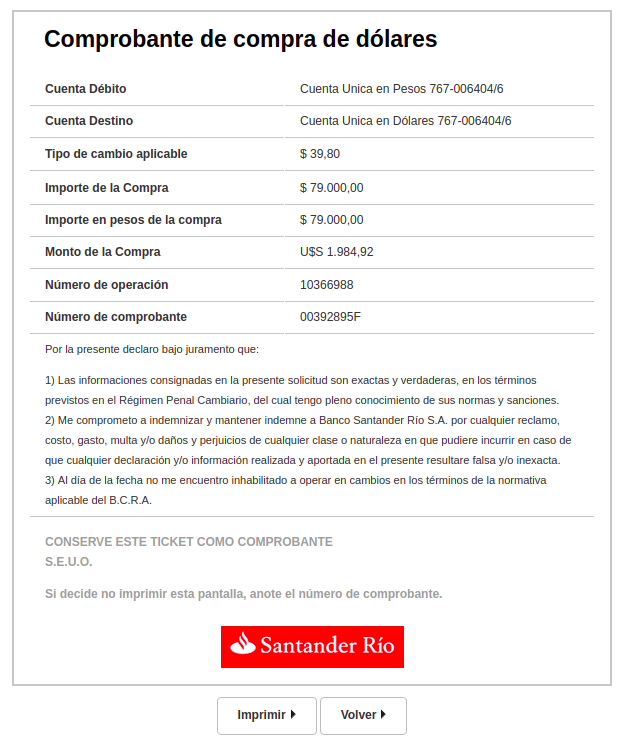 Comprobante de compra de dólares
Cuenta Débito Cuenta Unica en Pesos 767-006404/6
Cuenta Destino Cuenta Unica en Dólares 767-006404/6
Tipo de cambio aplicable $ 39,80
Importe de la Compra $ 79.000,00
Importe en pesos de la compra $ 79.000,00
Monto de la Compra U$S 1.984,92
Número de operación 10366988
Número de comprobante 00392895F
Por la presente declaro bajo juramento que:
1) Las informaciones consignadas en la presente solicitud son exactas y verdaderas, en los términos
previstos en el Régimen Penal Cambiario, del cual tengo pleno conocimiento de sus normas y sanciones.
2) Me comprometo a indemnizar y mantener indemne a Banco Santander Río S.A. por cualquier reclamo,
costo, gasto, multa y/o daños y perjuicios de cualquier clase o naturaleza en que pudiere incurrir en caso de
que cualquier declaración y/o información realizada y aportada en el presente resultare falsa y/o inexacta.
3) Al día de la fecha no me encuentro inhabilitado a operar en cambios en los términos de la normativa
aplicable del B.C.R.A.
CONSERVE ESTE TICKET COMO COMPROBANTE
S.E.U.O.
Si decide no imprimir esta pantalla, anote el número de comprobante.
Santander Río
Imprimir Volver